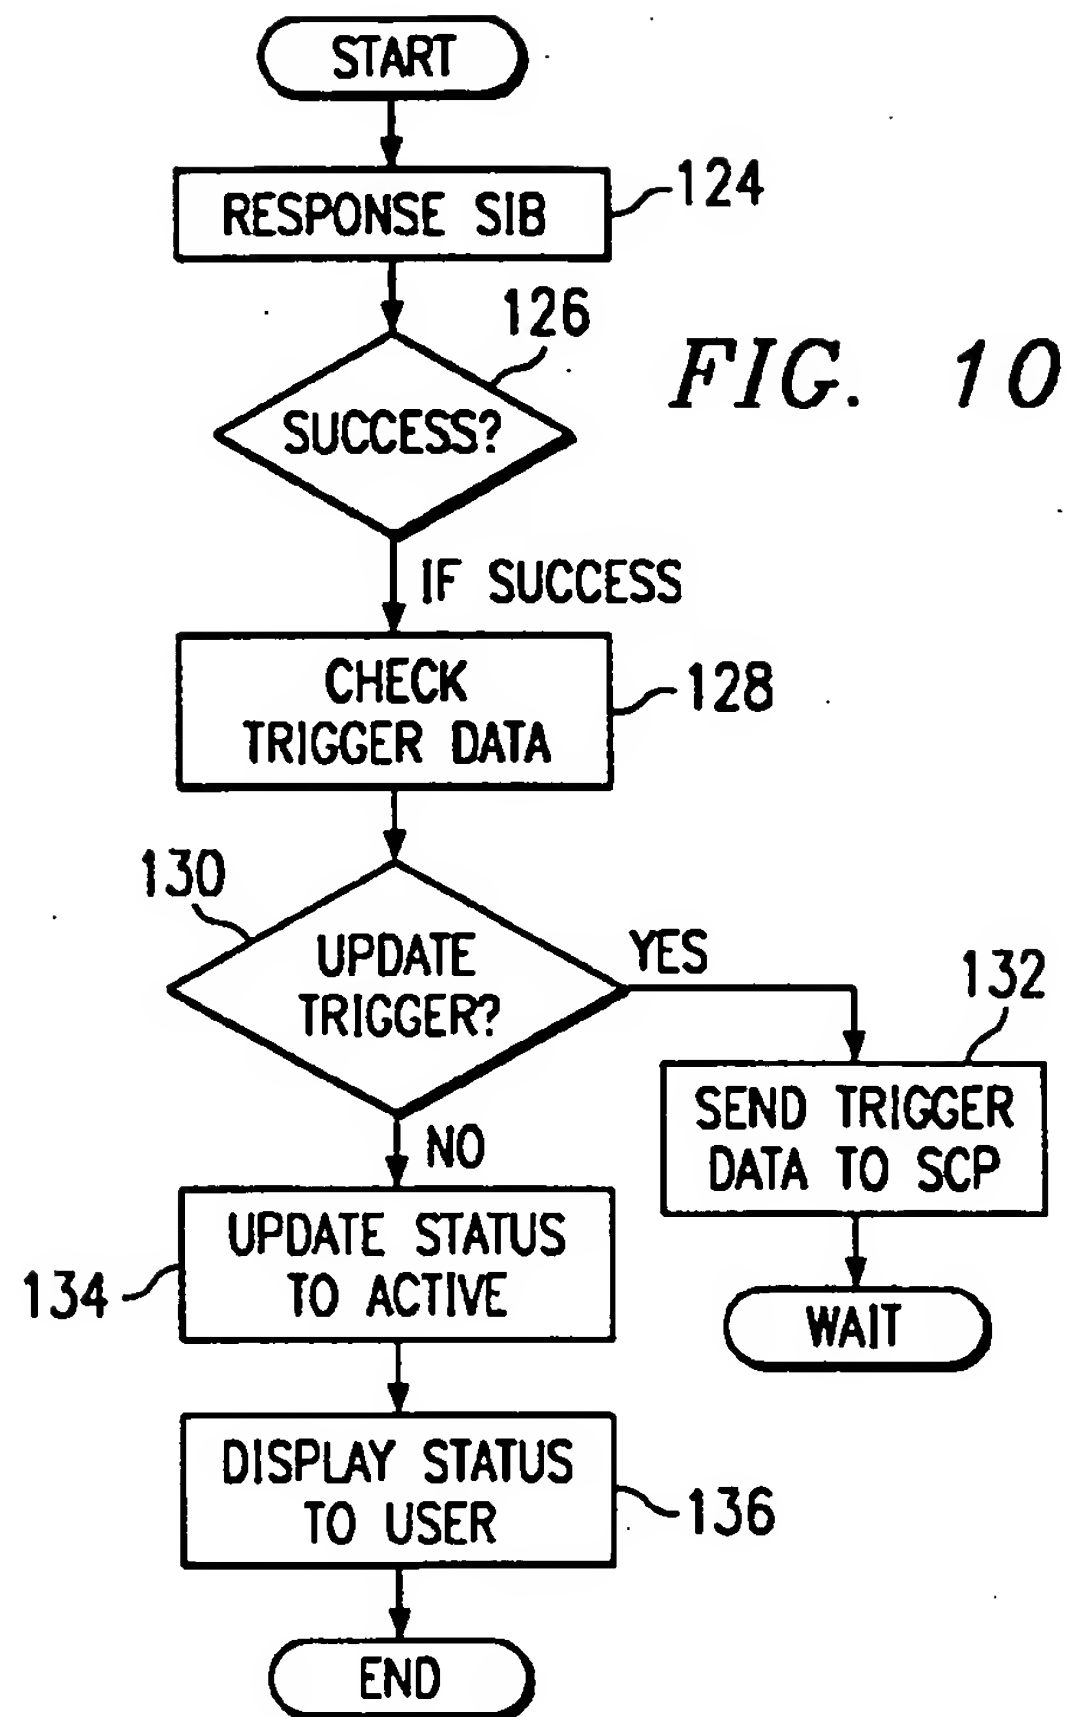 START
RESPONSE SIB
124
126
FIG. 10
SUCCESS?
IF SUCCESS
CHECK
TRIGGER DATA
128
130
UPDATE
TRIGGER?
YES
132
SEND TRIGGER
DATA TO SCP
WAIT
NO
UPDATE STATUS
TO ACTIVE
134
DISPLAY STATUS
TO USER
136
END